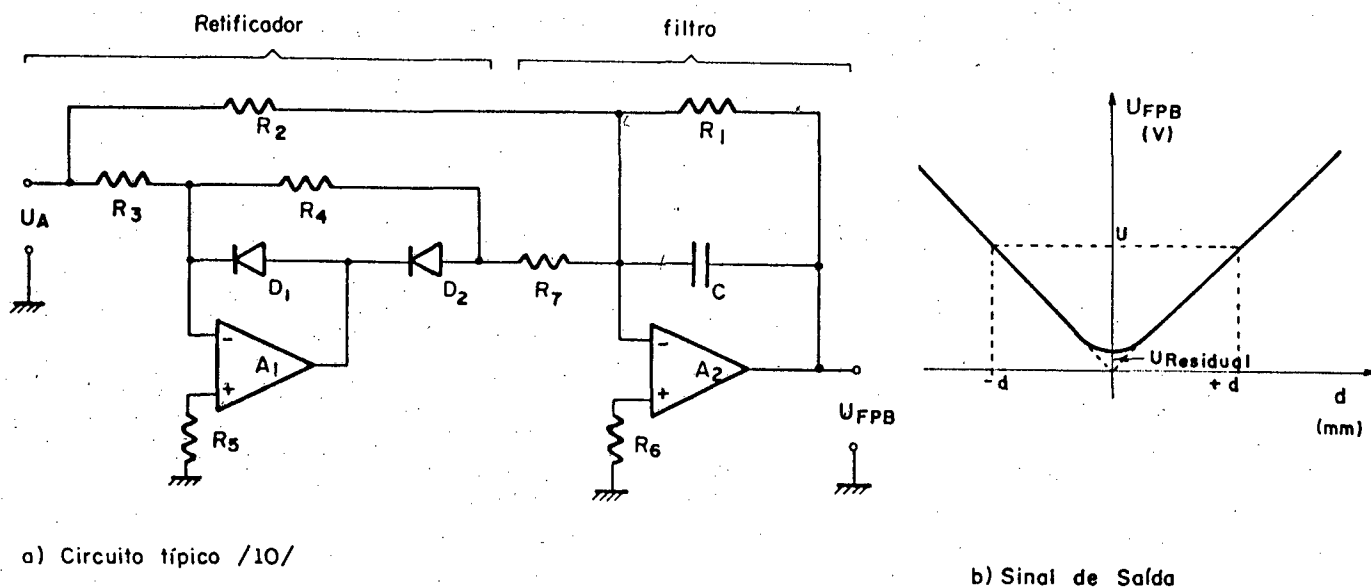 Retificador
filtro
R2
R1
R3
R4
UA
D1
D2
R7
C
-
A1
+
R5
-
A2
+
R6
UFPB
UFPB
(V)
U
UResidual
-d
+d
d
(mm)
a) Circuito típico /10/
b) Sinal de Saída